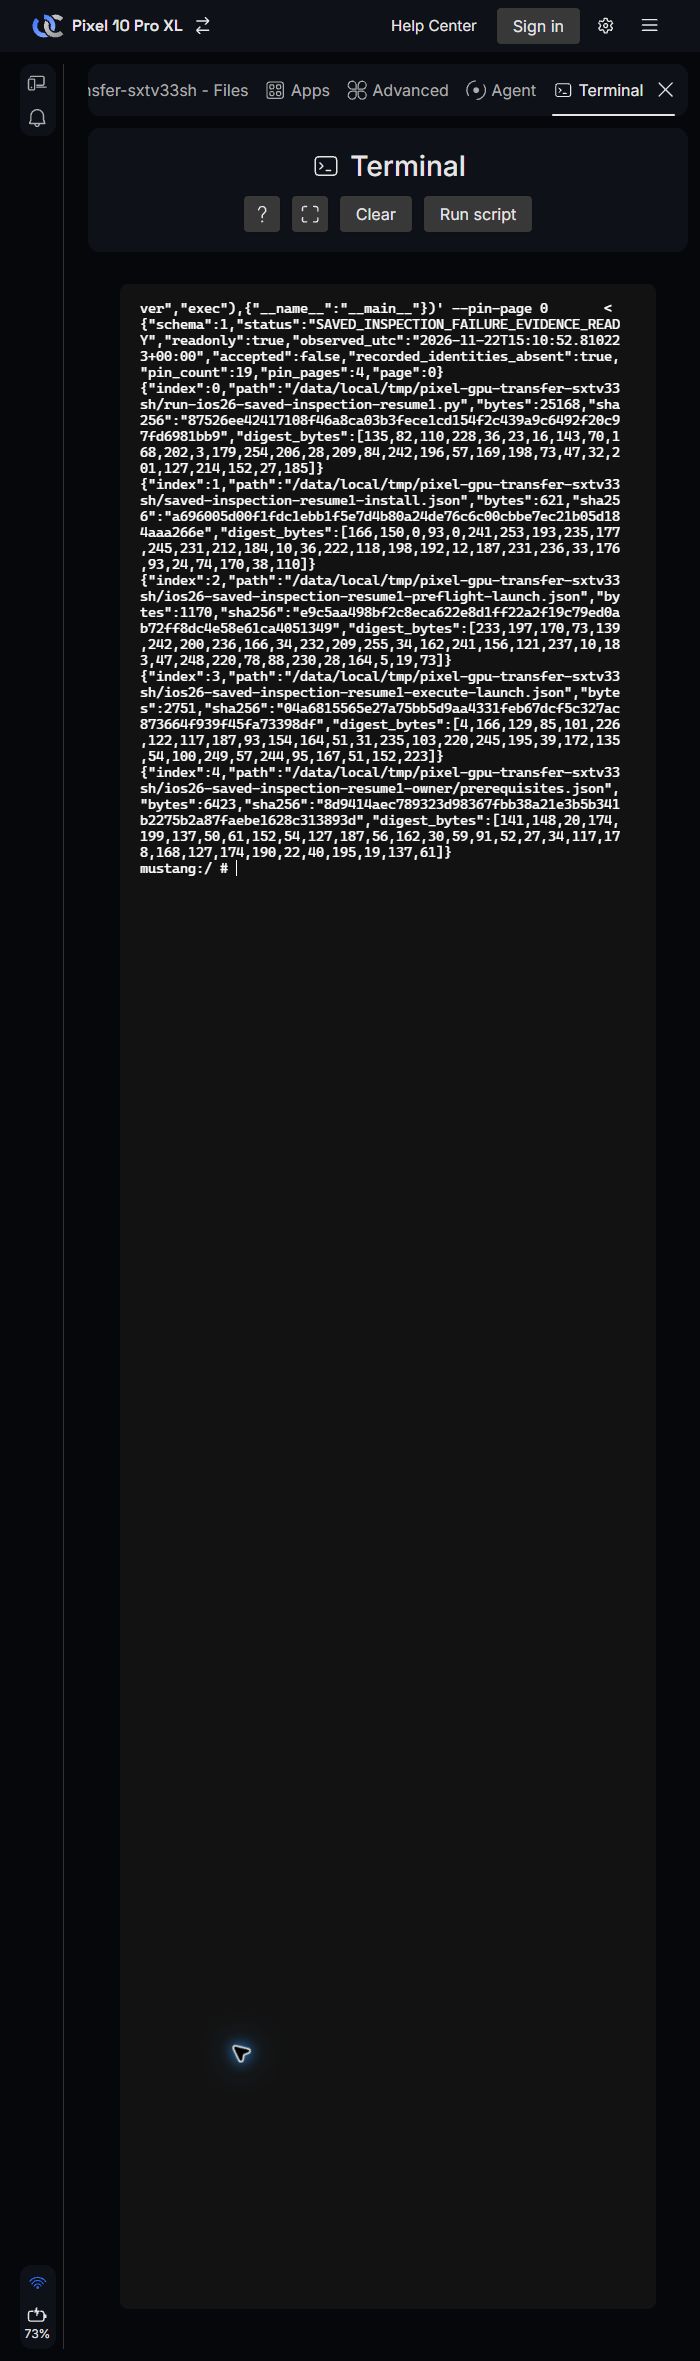 Pixel 10 Pro XL
Help Center
Sign in
nsfer-sxtv33sh - Files
Apps
Advanced
Agent
Terminal
Terminal
?
Clear
Run script
ver","exec"),{"__name__":"__main__"})' --pin-page 0       <
{"schema":1,"status":"SAVED_INSPECTION_FAILURE_EVIDENCE_READ
Y","readonly":true,"observed_utc":"2026-11-22T15:10:52.81022
3+00:00","accepted":false,"recorded_identities_absent":true,
"pin_count":19,"pin_pages":4,"page":0}
{"index":0,"path":"/data/local/tmp/pixel-gpu-transfer-sxtv33
sh/run-ios26-saved-inspection-resume1.py","bytes":25168,"sha
256":"87526ee42417108f46a8ca03b3fece1cd154f2c439a9c6492f20c9
7fd6981bb9","digest_bytes":[135,82,110,228,36,23,16,143,70,1
68,202,3,179,254,206,28,209,84,242,196,57,169,198,73,47,32,2
01,127,214,152,27,185]}
{"index":1,"path":"/data/local/tmp/pixel-gpu-transfer-sxtv33
sh/saved-inspection-resume1-install.json","bytes":621,"sha25
6":"a696005d00f1fdc1ebb1f5e7d4b80a24de76c6c00cbbe7ec21b05d18
4aaa266e","digest_bytes":[166,150,0,93,0,241,253,193,235,177
,245,231,212,184,10,36,222,118,198,192,12,187,231,236,33,176
,93,24,74,170,38,110]}
{"index":2,"path":"/data/local/tmp/pixel-gpu-transfer-sxtv33
sh/ios26-saved-inspection-resume1-preflight-launch.json","by
tes":1170,"sha256":"e9c5aa498bf2c8eca622e8d1ff22a2f19c79ed0a
b72ff8dc4e58e61ca4051349","digest_bytes":[233,197,170,73,139
,242,200,236,166,34,232,209,255,34,162,241,156,121,237,10,18
3,47,248,220,78,88,230,28,164,5,19,73]}
{"index":3,"path":"/data/local/tmp/pixel-gpu-transfer-sxtv33
sh/ios26-saved-inspection-resume1-execute-launch.json","byte
s":2751,"sha256":"04a6815565e27a75bb5d9aa4331feb67dcf5c327ac
873664f939f45fa73398df","digest_bytes":[4,166,129,85,101,226
,122,117,187,93,154,164,51,31,235,103,220,245,195,39,172,135
,54,100,249,57,244,95,167,51,152,223]}
{"index":4,"path":"/data/local/tmp/pixel-gpu-transfer-sxtv33
sh/ios26-saved-inspection-resume1-owner/prerequisites.json",
"bytes":6423,"sha256":"8d9414aec789323d98367fbb38a21e3b5b341
b2275b2a87faebe1628c313893d","digest_bytes":[141,148,20,174,
199,137,50,61,152,54,127,187,56,162,30,59,91,52,27,34,117,17
8,168,127,174,190,22,40,195,19,137,61]}
mustang:/ #
73%